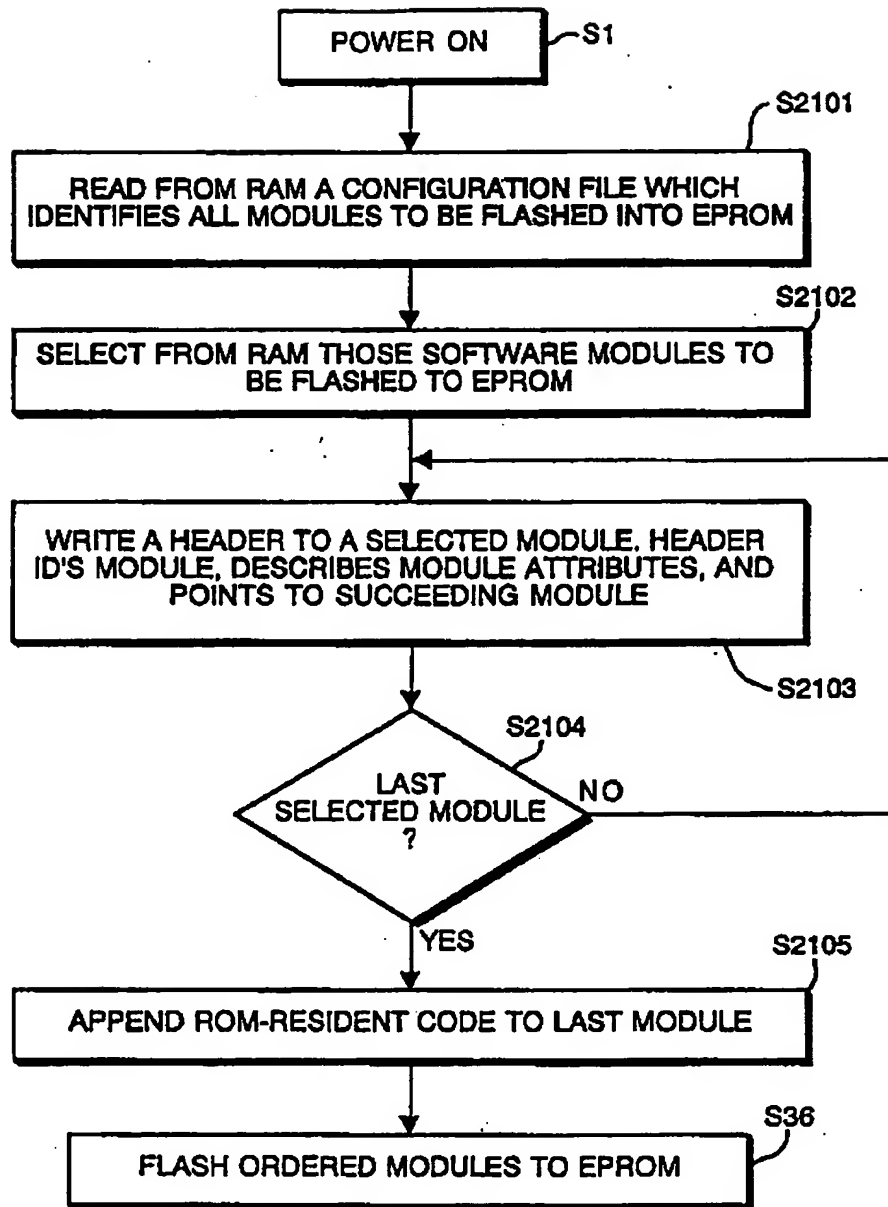 POWER ON
S1
S2101
READ FROM RAM A CONFIGURATION FILE WHICH
IDENTIFIES ALL MODULES TO BE FLASHED INTO EPROM
S2102
SELECT FROM RAM THOSE SOFTWARE MODULES TO
BE FLASHED TO EPROM
WRITE A HEADER TO A SELECTED MODULE. HEADER
ID'S MODULE, DESCRIBES MODULE ATTRIBUTES, AND
POINTS TO SUCCEEDING MODULE
S2103
S2104
LAST
SELECTED MODULE
?
NO
YES
S2105
APPEND ROM-RESIDENT CODE TO LAST MODULE
S36
FLASH ORDERED MODULES TO EPROM